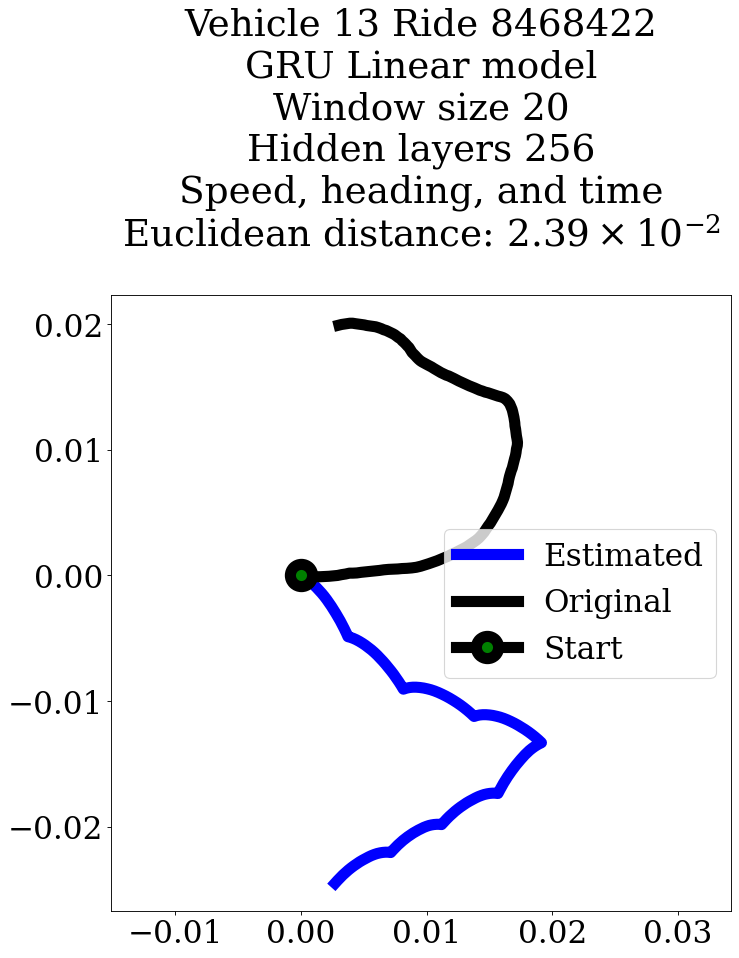 Vehicle 13 Ride 8468422
GRU Linear model
Window size 20
Hidden layers 256
Speed, heading, and time
Euclidean distance: 2.39 × 10⁻²
0.02
0.01
0.00
−0.01
−0.02
Estimated
Original
Start
−0.01 0.00 0.01 0.02 0.03